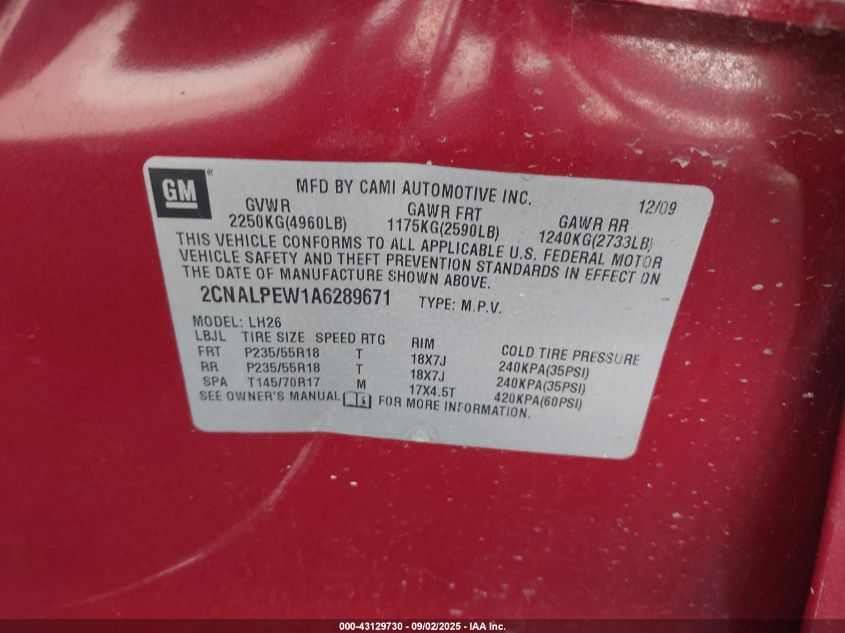 GM
MFD BY CAMI AUTOMOTIVE INC. 12/09
GVWR GAWR FRT GAWR RR
2250KG(4960LB) 1175KG(2590LB) 1240KG(2733LB)
THIS VEHICLE CONFORMS TO ALL APPLICABLE U.S. FEDERAL MOTOR
VEHICLE SAFETY AND THEFT PREVENTION STANDARDS IN EFFECT ON
THE DATE OF MANUFACTURE SHOWN ABOVE.
2CNALPEW1A6289671 TYPE: M.P.V.
MODEL: LH26
LBJL TIRE SIZE SPEED RTG RIM COLD TIRE PRESSURE
FRT P235/55R18 T 18X7J 240KPA(35PSI)
RR P235/55R18 T 18X7J 240KPA(35PSI)
SPA T145/70R17 M 17X4.5T 420KPA(60PSI)
SEE OWNER'S MANUAL FOR MORE INFORMATION.
000-43129730 - 09/02/2025 - IAA Inc.